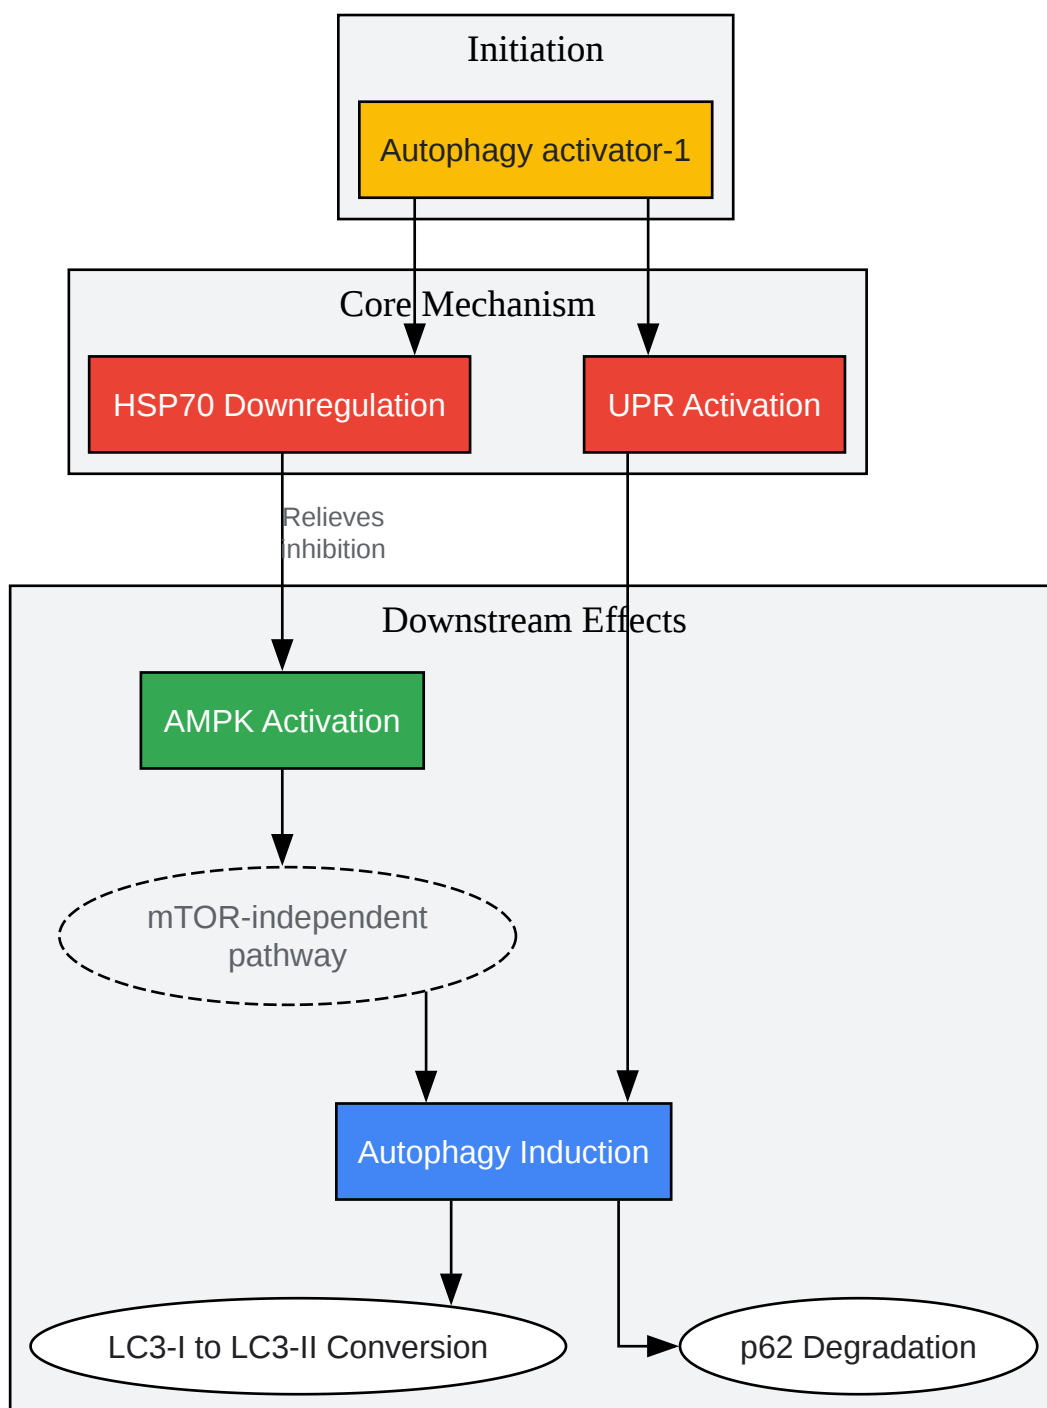 Initiation
Autophagy activator-1
Core Mechanism
HSP70 Downregulation
UPR Activation
Relieves
inhibition
Downstream Effects
AMPK Activation
mTOR-independent
pathway
Autophagy Induction
LC3-I to LC3-II Conversion
p62 Degradation